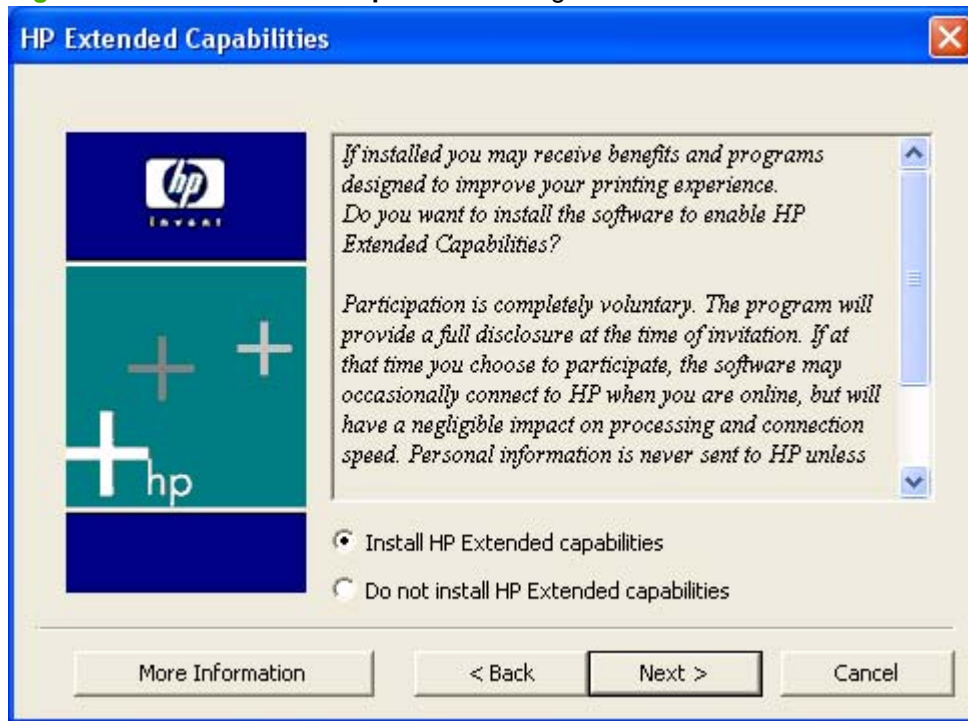 HP Extended Capabilities
hp
invent
hp
If installed you may receive benefits and programs
designed to improve your printing experience.
Do you want to install the software to enable HP
Extended Capabilities?
Participation is completely voluntary. The program will
provide a full disclosure at the time of invitation. If at
that time you choose to participate, the software may
occasionally connect to HP when you are online, but will
have a negligible impact on processing and connection
speed. Personal information is never sent to HP unless
Install HP Extended capabilities
Do not install HP Extended capabilities
More Information
< Back
Next >
Cancel